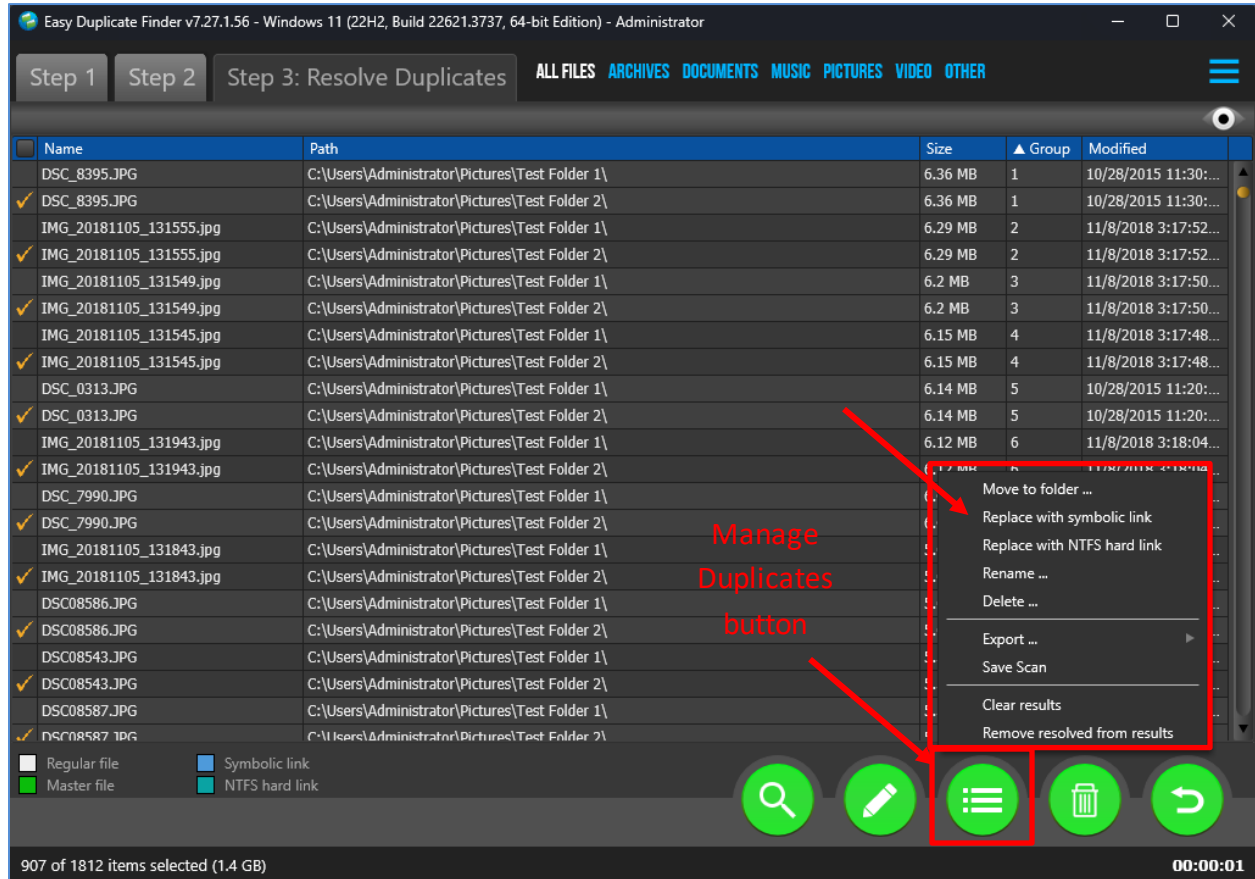 Easy Duplicate Finder v7.27.1.56 - Windows 11 (22H2, Build 22621.3737, 64-bit Edition) - Administrator
Step 1 Step 2 Step 3: Resolve Duplicates ALL FILES ARCHIVES DOCUMENTS MUSIC PICTURES VIDEO OTHER
Name Path Size ▲ Group Modified
DSC_8395.JPG C:\Users\Administrator\Pictures\Test Folder 1\ 6.36 MB 1 10/28/2015 11:30:...
DSC_8395.JPG C:\Users\Administrator\Pictures\Test Folder 2\ 6.36 MB 1 10/28/2015 11:30:...
IMG_20181105_131555.jpg C:\Users\Administrator\Pictures\Test Folder 1\ 6.29 MB 2 11/8/2018 3:17:52...
IMG_20181105_131555.jpg C:\Users\Administrator\Pictures\Test Folder 2\ 6.29 MB 2 11/8/2018 3:17:52...
IMG_20181105_131549.jpg C:\Users\Administrator\Pictures\Test Folder 1\ 6.2 MB 3 11/8/2018 3:17:50...
IMG_20181105_131549.jpg C:\Users\Administrator\Pictures\Test Folder 2\ 6.2 MB 3 11/8/2018 3:17:50...
IMG_20181105_131545.jpg C:\Users\Administrator\Pictures\Test Folder 1\ 6.15 MB 4 11/8/2018 3:17:48...
IMG_20181105_131545.jpg C:\Users\Administrator\Pictures\Test Folder 2\ 6.15 MB 4 11/8/2018 3:17:48...
DSC_0313.JPG C:\Users\Administrator\Pictures\Test Folder 1\ 6.14 MB 5 10/28/2015 11:20:...
DSC_0313.JPG C:\Users\Administrator\Pictures\Test Folder 2\ 6.14 MB 5 10/28/2015 11:20:...
IMG_20181105_131943.jpg C:\Users\Administrator\Pictures\Test Folder 1\ 6.12 MB 6 11/8/2018 3:18:04...
IMG_20181105_131943.jpg C:\Users\Administrator\Pictures\Test Folder 2\ 6.12 MB 6 11/8/2018 3:18:04...
DSC_7990.JPG C:\Users\Administrator\Pictures\Test Folder 1\
DSC_7990.JPG C:\Users\Administrator\Pictures\Test Folder 2\
IMG_20181105_131843.jpg C:\Users\Administrator\Pictures\Test Folder 1\
IMG_20181105_131843.jpg C:\Users\Administrator\Pictures\Test Folder 2\
DSC08586.JPG C:\Users\Administrator\Pictures\Test Folder 1\
DSC08586.JPG C:\Users\Administrator\Pictures\Test Folder 2\
DSC08543.JPG C:\Users\Administrator\Pictures\Test Folder 1\
DSC08543.JPG C:\Users\Administrator\Pictures\Test Folder 2\
DSC08587.JPG C:\Users\Administrator\Pictures\Test Folder 1\
DSC08587.JPG C:\Users\Administrator\Pictures\Test Folder 2\
Manage
Duplicates
button
Move to folder ...
Replace with symbolic link
Replace with NTFS hard link
Rename ...
Delete ...
Export ...
Save Scan
Clear results
Remove resolved from results
Regular file Symbolic link
Master file NTFS hard link
907 of 1812 items selected (1.4 GB) 00:00:01